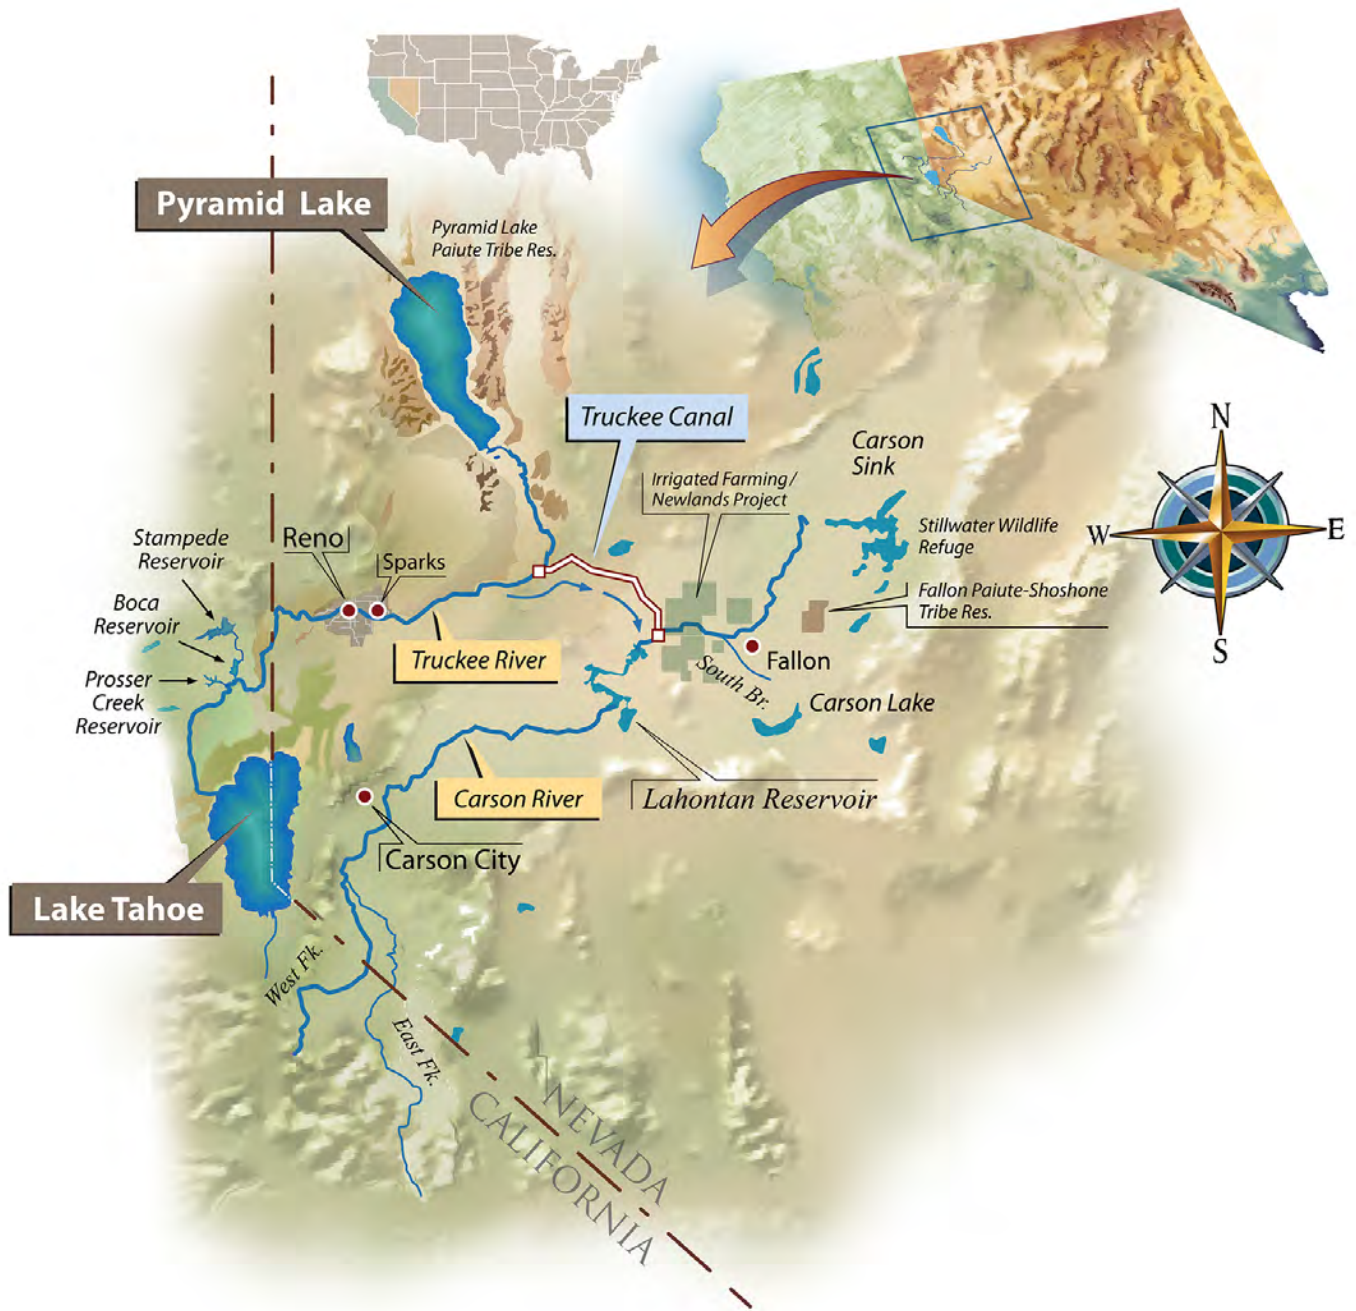 Pyramid Lake
Pyramid Lake
Paiute Tribe Res.
Truckee Canal
Carson
Sink
N
Irrigated Farming/
Newlands Project
Stillwater Wildlife
Refuge
W
E
Stampede
Reservoir
Reno
Sparks
Fallon Paiute-Shoshone
Tribe Res.
Boca
Reservoir
S
Truckee River
Fallon
South Br.
Prosser
Creek
Reservoir
Carson Lake
Carson River
Lahontan Reservoir
Carson City
Lake Tahoe
West Fk.
East Fk.
NEVADA
CALIFORNIA